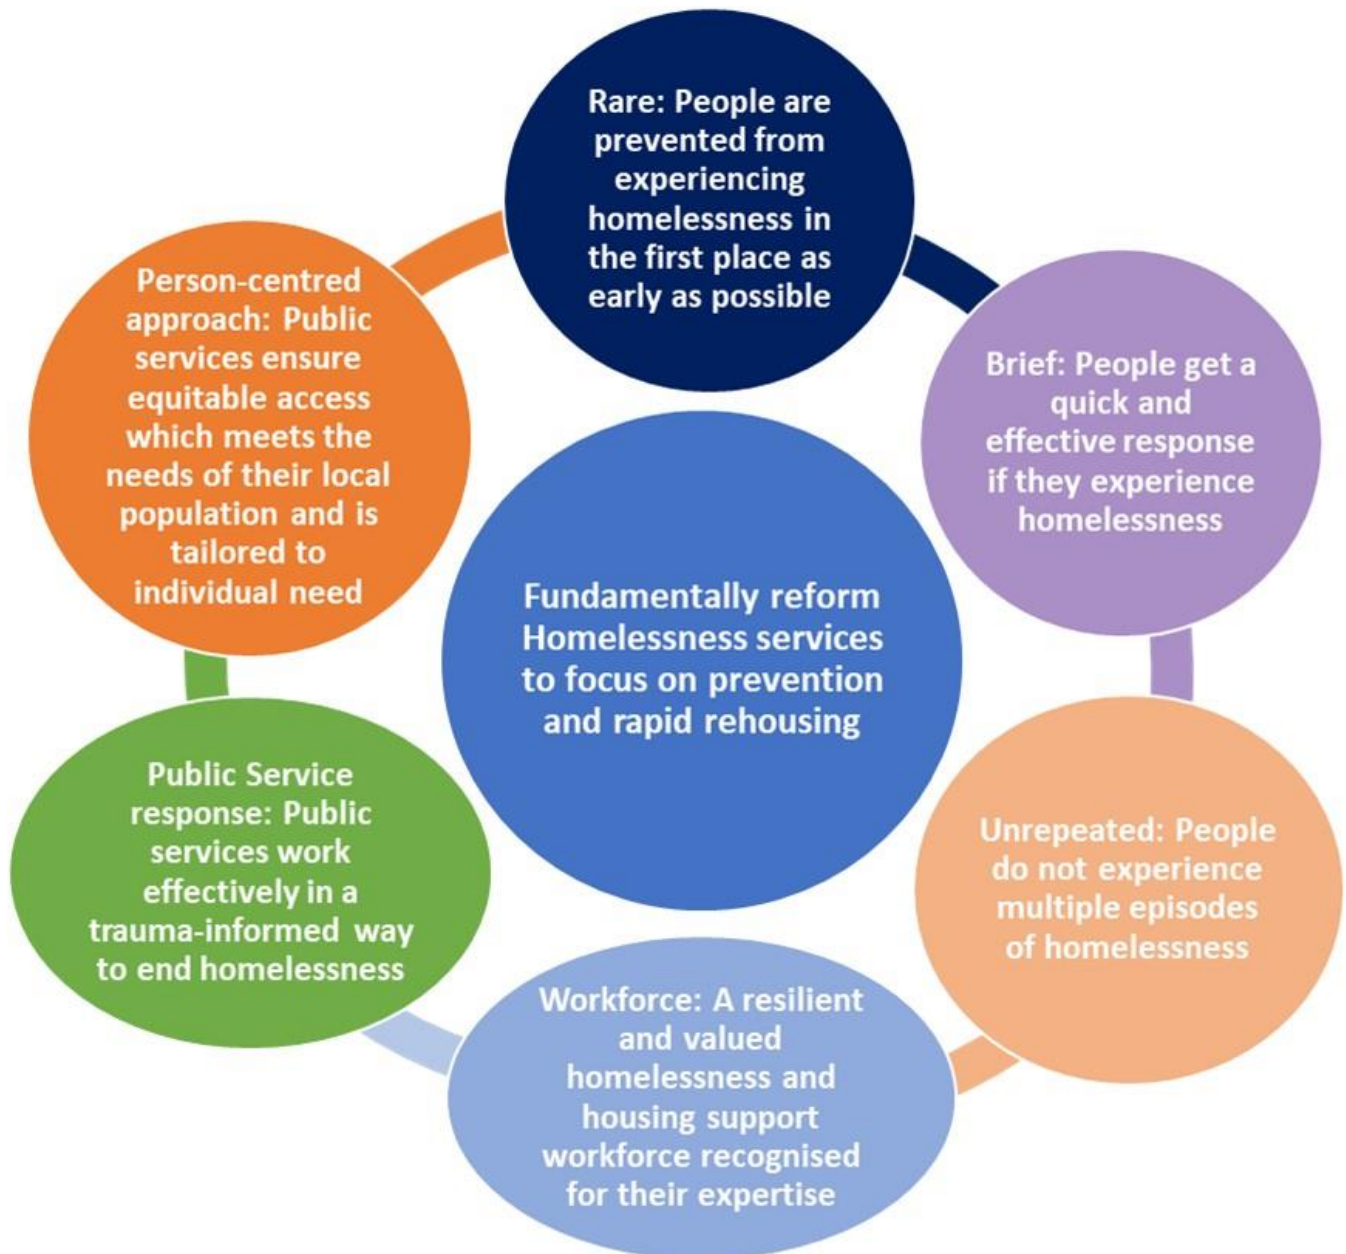 Rare: People are
prevented from
experiencing
homelessness in
the first place as
early as possible
Brief: People get a
quick and
effective response
if they experience
homelessness
Unrepeated: People
do not experience
multiple episodes
of homelessness
Workforce: A resilient
and valued
homelessness and
housing support
workforce recognised
for their expertise
Public Service
response: Public
services work
effectively in a
trauma-informed way
to end homelessness
Person-centred
approach: Public
services ensure
equitable access
which meets the
needs of their local
population and is
tailored to
individual need
Fundamentally reform
Homelessness services
to focus on prevention
and rapid rehousing